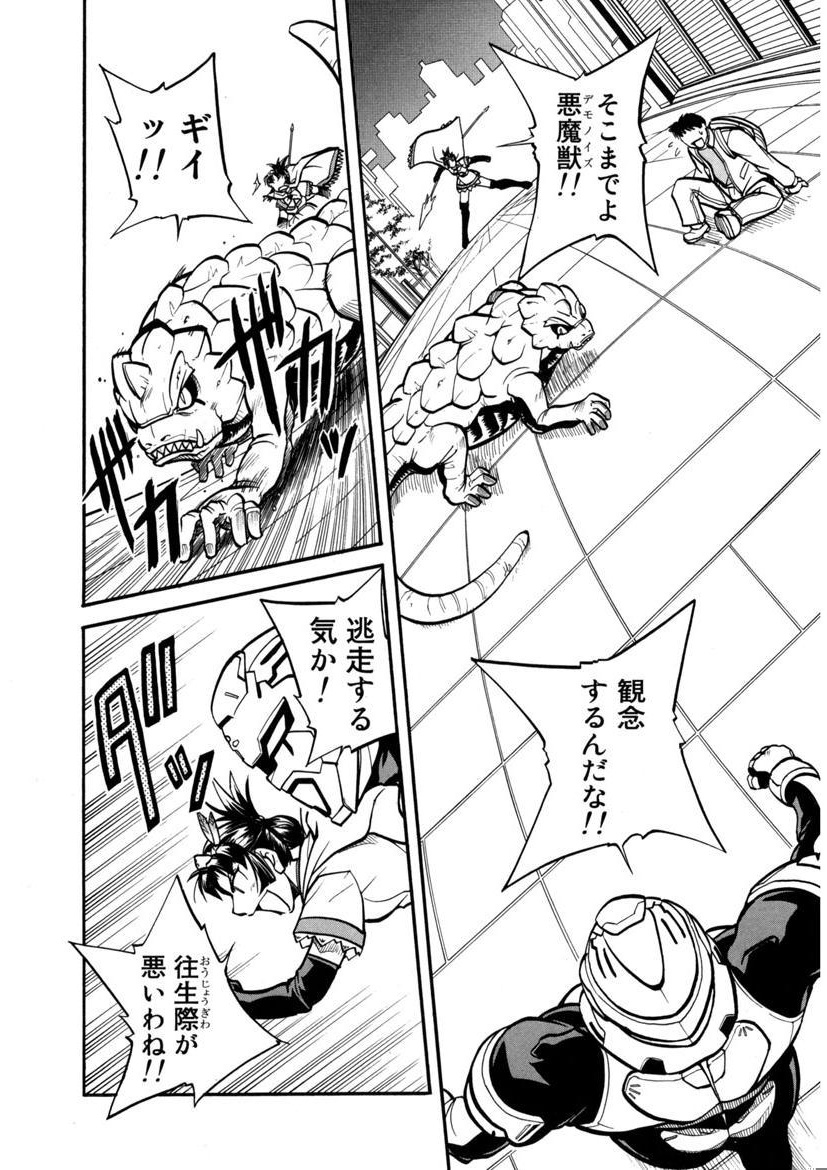 そこまでよ
悪魔獣!!
デモノイズ
観念
するんだな!!
ギイ
ッ!!
ザカ
ザカッ
逃走する
気か!
ダッ
往生際が
おうじょうぎわ
悪いわね!!